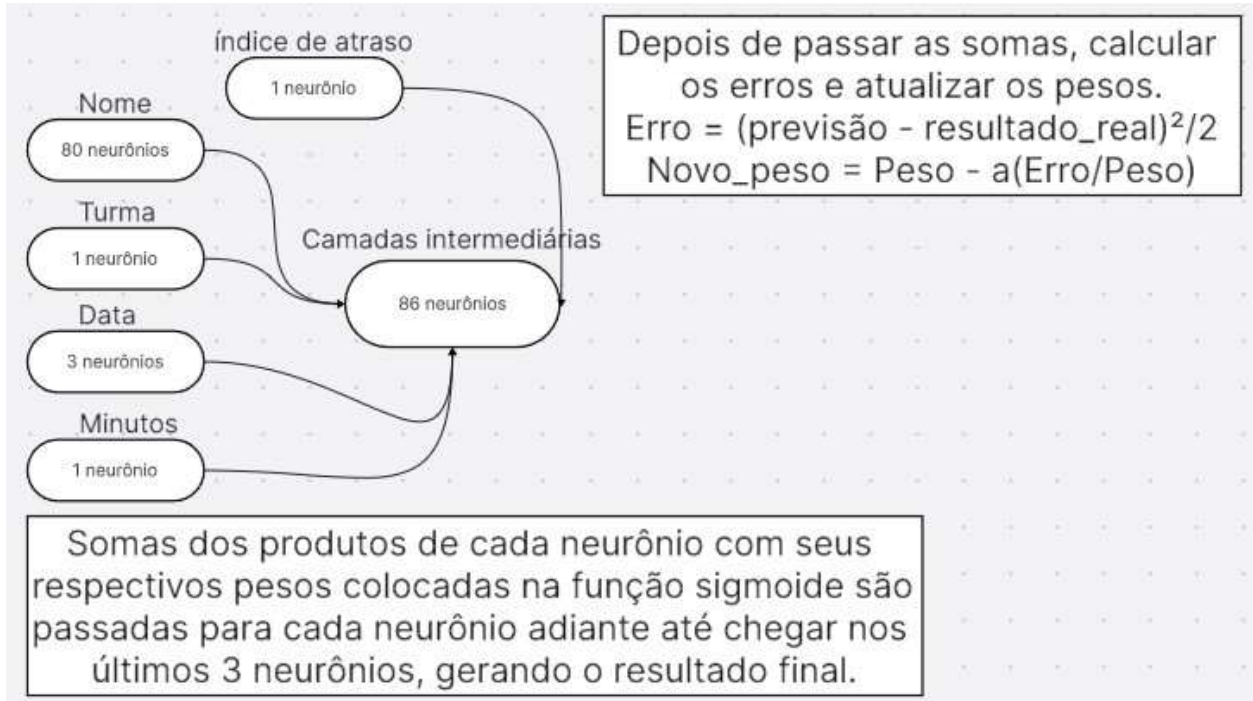 índice de atraso
1 neurônio
Nome
80 neurônios
Turma
1 neurônio
Data
3 neurônios
Minutos
1 neurônio
Camadas intermediárias
86 neurônios
Depois de passar as somas, calcular
os erros e atualizar os pesos.
Erro = (previsão - resultado_real)²/2
Novo_peso = Peso - a(Erro/Peso)
Somas dos produtos de cada neurônio com seus
respectivos pesos colocadas na função sigmoide são
passadas para cada neurônio adiante até chegar nos
últimos 3 neurônios, gerando o resultado final.